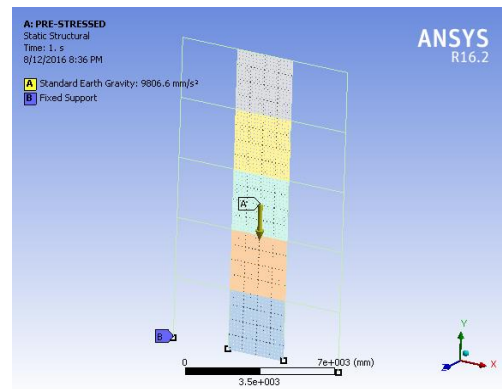 A: PRE-STRESSED
Static Structural
Time: 1. s
8/12/2016 8:36 PM
A Standard Earth Gravity: 9806.6 mm/s²
B Fixed Support
ANSYS
R16.2
A
B
0
7e+003 (mm)
3.5e+003
Y
Z
X